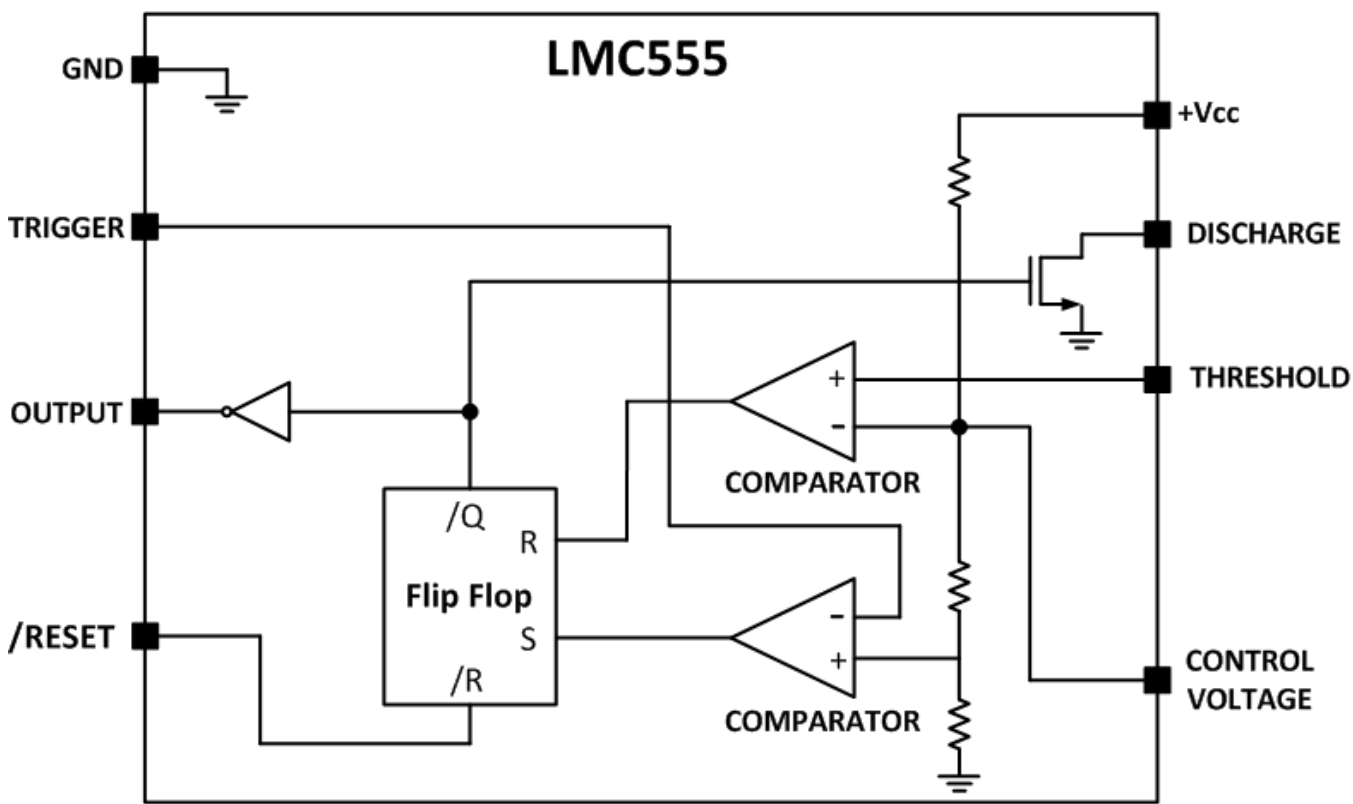 LMC555
GND
+Vcc
TRIGGER
DISCHARGE
+
THRESHOLD
OUTPUT
-
COMPARATOR
/Q
R
Flip Flop
-
S
/RESET
+
/R
CONTROL
VOLTAGE
COMPARATOR